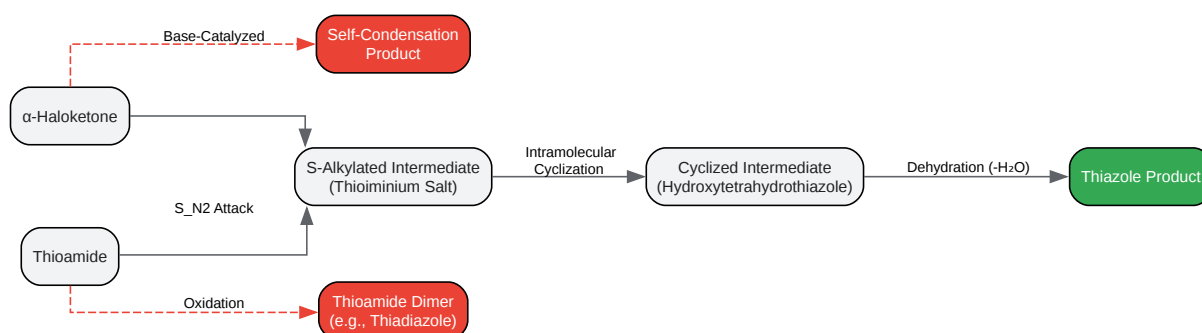 Base-Catalyzed
Self-Condensation
Product
α-Haloketone
S-Alkylated Intermediate
(Thioiminium Salt)
Intramolecular
Cyclization
Cyclized Intermediate
(Hydroxytetrahydrothiazole)
Dehydration (-H₂O)
Thiazole Product
S_N2 Attack
Thioamide
Oxidation
Thioamide Dimer
(e.g., Thiadiazole)